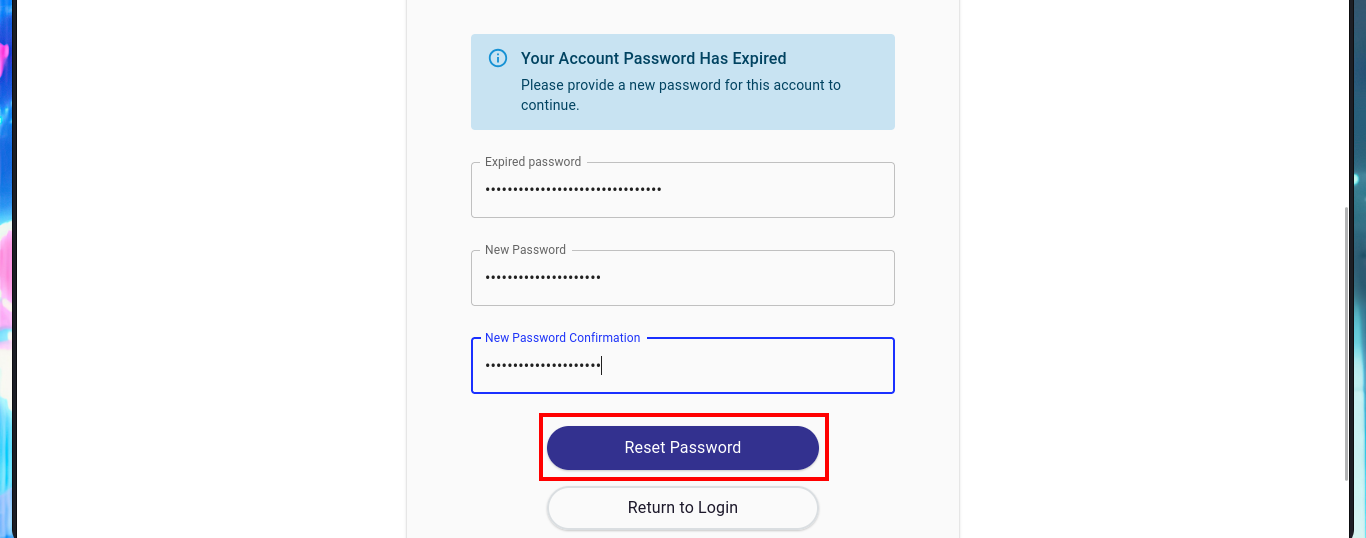 Your Account Password Has Expired
Please provide a new password for this account to
continue.
Expired password
••••••••••••••••••••••••••••••••
New Password
•••••••••••••••••••••
New Password Confirmation
•••••••••••••••••••••
Reset Password
Return to Login